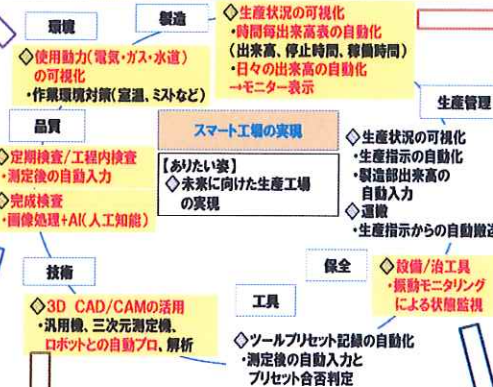 環境
◇使用動力（電気・ガス・水道）
の可視化
・作業環境対策（室温、ミストなど）
製造
◇生産状況の可視化
・時間毎出来高表の自動化
（出来高、停止時間、稼働時間）
・日々の出来高の自動化
→モニター表示
生産管理
◇生産状況の可視化
・生産指示の自動化
・製造部出来高の
自動入力
◇運搬
・生産指示からの自動搬送
品質
◇定期検査/工程内検査
・測定後の自動入力
◇完成検査
・画像処理+AI（人工知能）
スマート工場の実現
【ありたい姿】
◇未来に向けた生産工場
の実現
技術
◇3D CAD/CAMの活用
・汎用機、三次元測定機、
ロボットとの自動プロ、解析
工具
◇ツールプリセット記録の自動化
・測定後の自動入力と
プリセット合否判定
保全
◇設備/治工具
・振動モニタリング
による状態監視